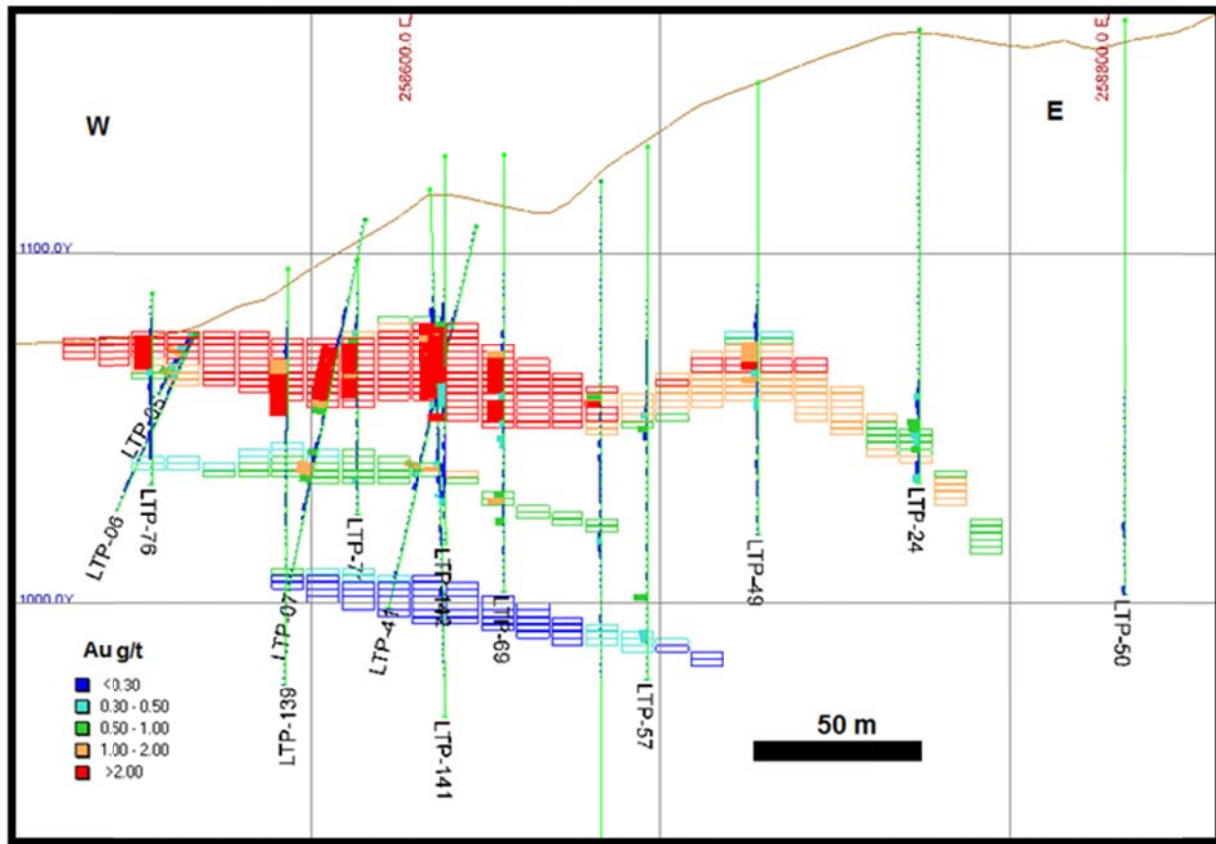 258600.0 E
258800.0 E
W
E
1100.0Y
LTP-05
LTP-06
LTP-76
LTP-7
LTP-142
LTP-49
LTP-24
1000.0Y
LTP-07
LTP-41
LTP-69
LTP-50
LTP-139
LTP-57
LTP-141
Au g/t
<0.30
0.30 - 0.50
0.50 - 1.00
1.00 - 2.00
>2.00
50 m